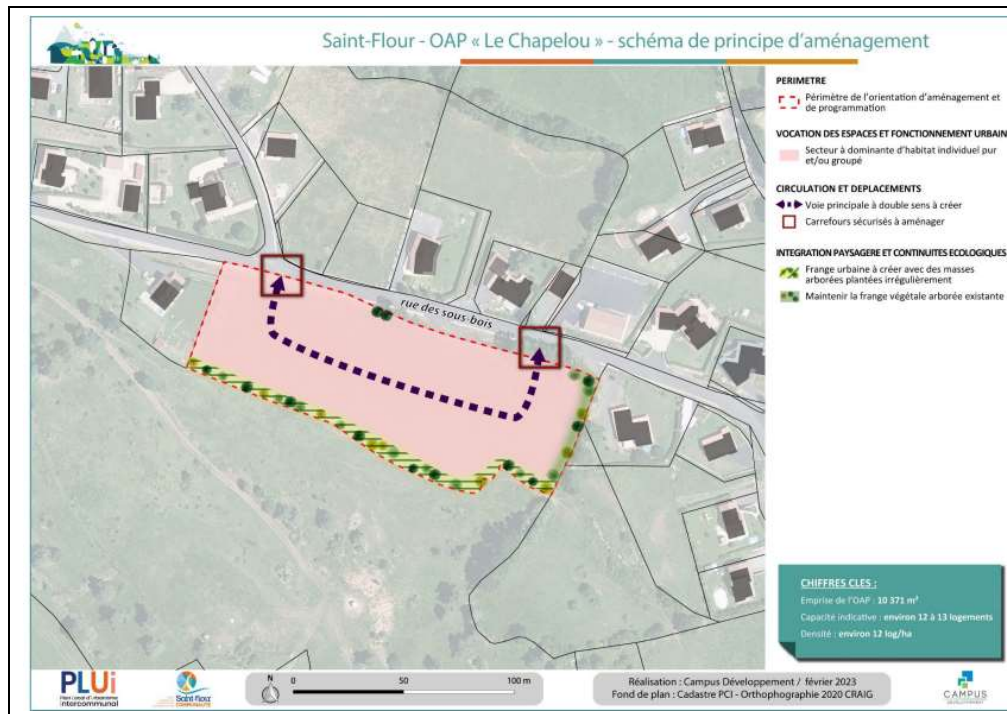 Saint-Flour - OAP « Le Chapelou » - schéma de principe d’aménagement
PERIMETRE
Périmètre de l’orientation d’aménagement et
de programmation
VOCATION DES ESPACES ET FONCTIONNEMENT URBAIN
Secteur à dominante d’habitat individuel pur
et/ou groupé
CIRCULATION ET DEPLACEMENTS
Voie principale à double sens à créer
Carrefours sécurisés à aménager
INTEGRATION PAYSAGERE ET CONTINUITES ECOLOGIQUES
Frange urbaine à créer avec des masses
arborées plantées irrégulièrement
Maintenir la frange végétale arborée existante
rue des sous-bois
CHIFFRES CLES :
Emprise de l’OAP : 10 371 m²
Capacité indicative : environ 12 à 13 logements
Densité : environ 12 log/ha
PLUi
intercommunal
Saint-Flour
COMMUNAUTÉ
N
0 50 100 m
Réalisation : Campus Développement / février 2023
Fond de plan : Cadastre PCI - Orthophographie 2020 CRAIG
CAMPUS